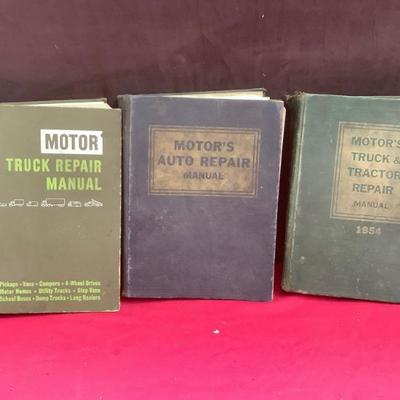 MOTOR
TRUCK REPAIR
MANUAL
Pickups • Vans • Campers • 4-Wheel Drives
Motor Homes • Utility Trucks • Step Vans
School Buses • Dump Trucks • Long Haulers
MOTOR'S
AUTO REPAIR
MANUAL
MOTOR'S
TRUCK &
TRACTOR
REPAIR
MANUAL
1954